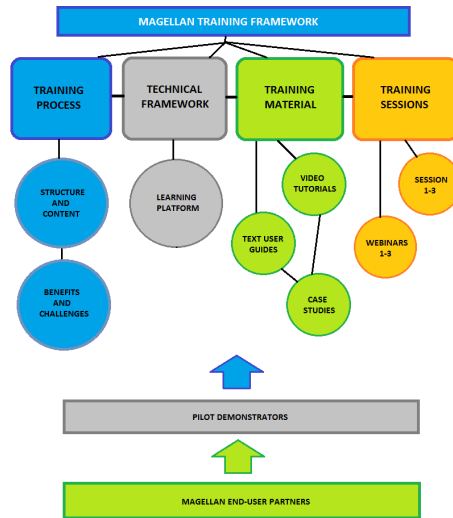 MAGELLAN TRAINING FRAMEWORK
TRAINING
PROCESS
TECHNICAL
FRAMEWORK
TRAINING
MATERIAL
TRAINING
SESSIONS
STRUCTURE
AND
CONTENT
LEARNING
PLATFORM
VIDEO
TUTORIALS
SESSION
1-3
TEXT USER
GUIDES
WEBINARS
1-3
BENEFITS
AND
CHALLENGES
CASE
STUDIES
PILOT DEMONSTRATORS
MAGELLAN END-USER PARTNERS